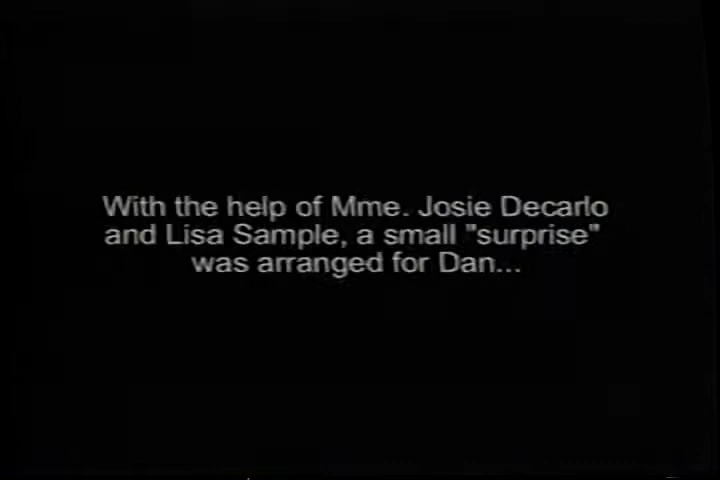 With the help of Mme. Josie Decarlo
and Lisa Sample, a small "surprise"
was arranged for Dan...